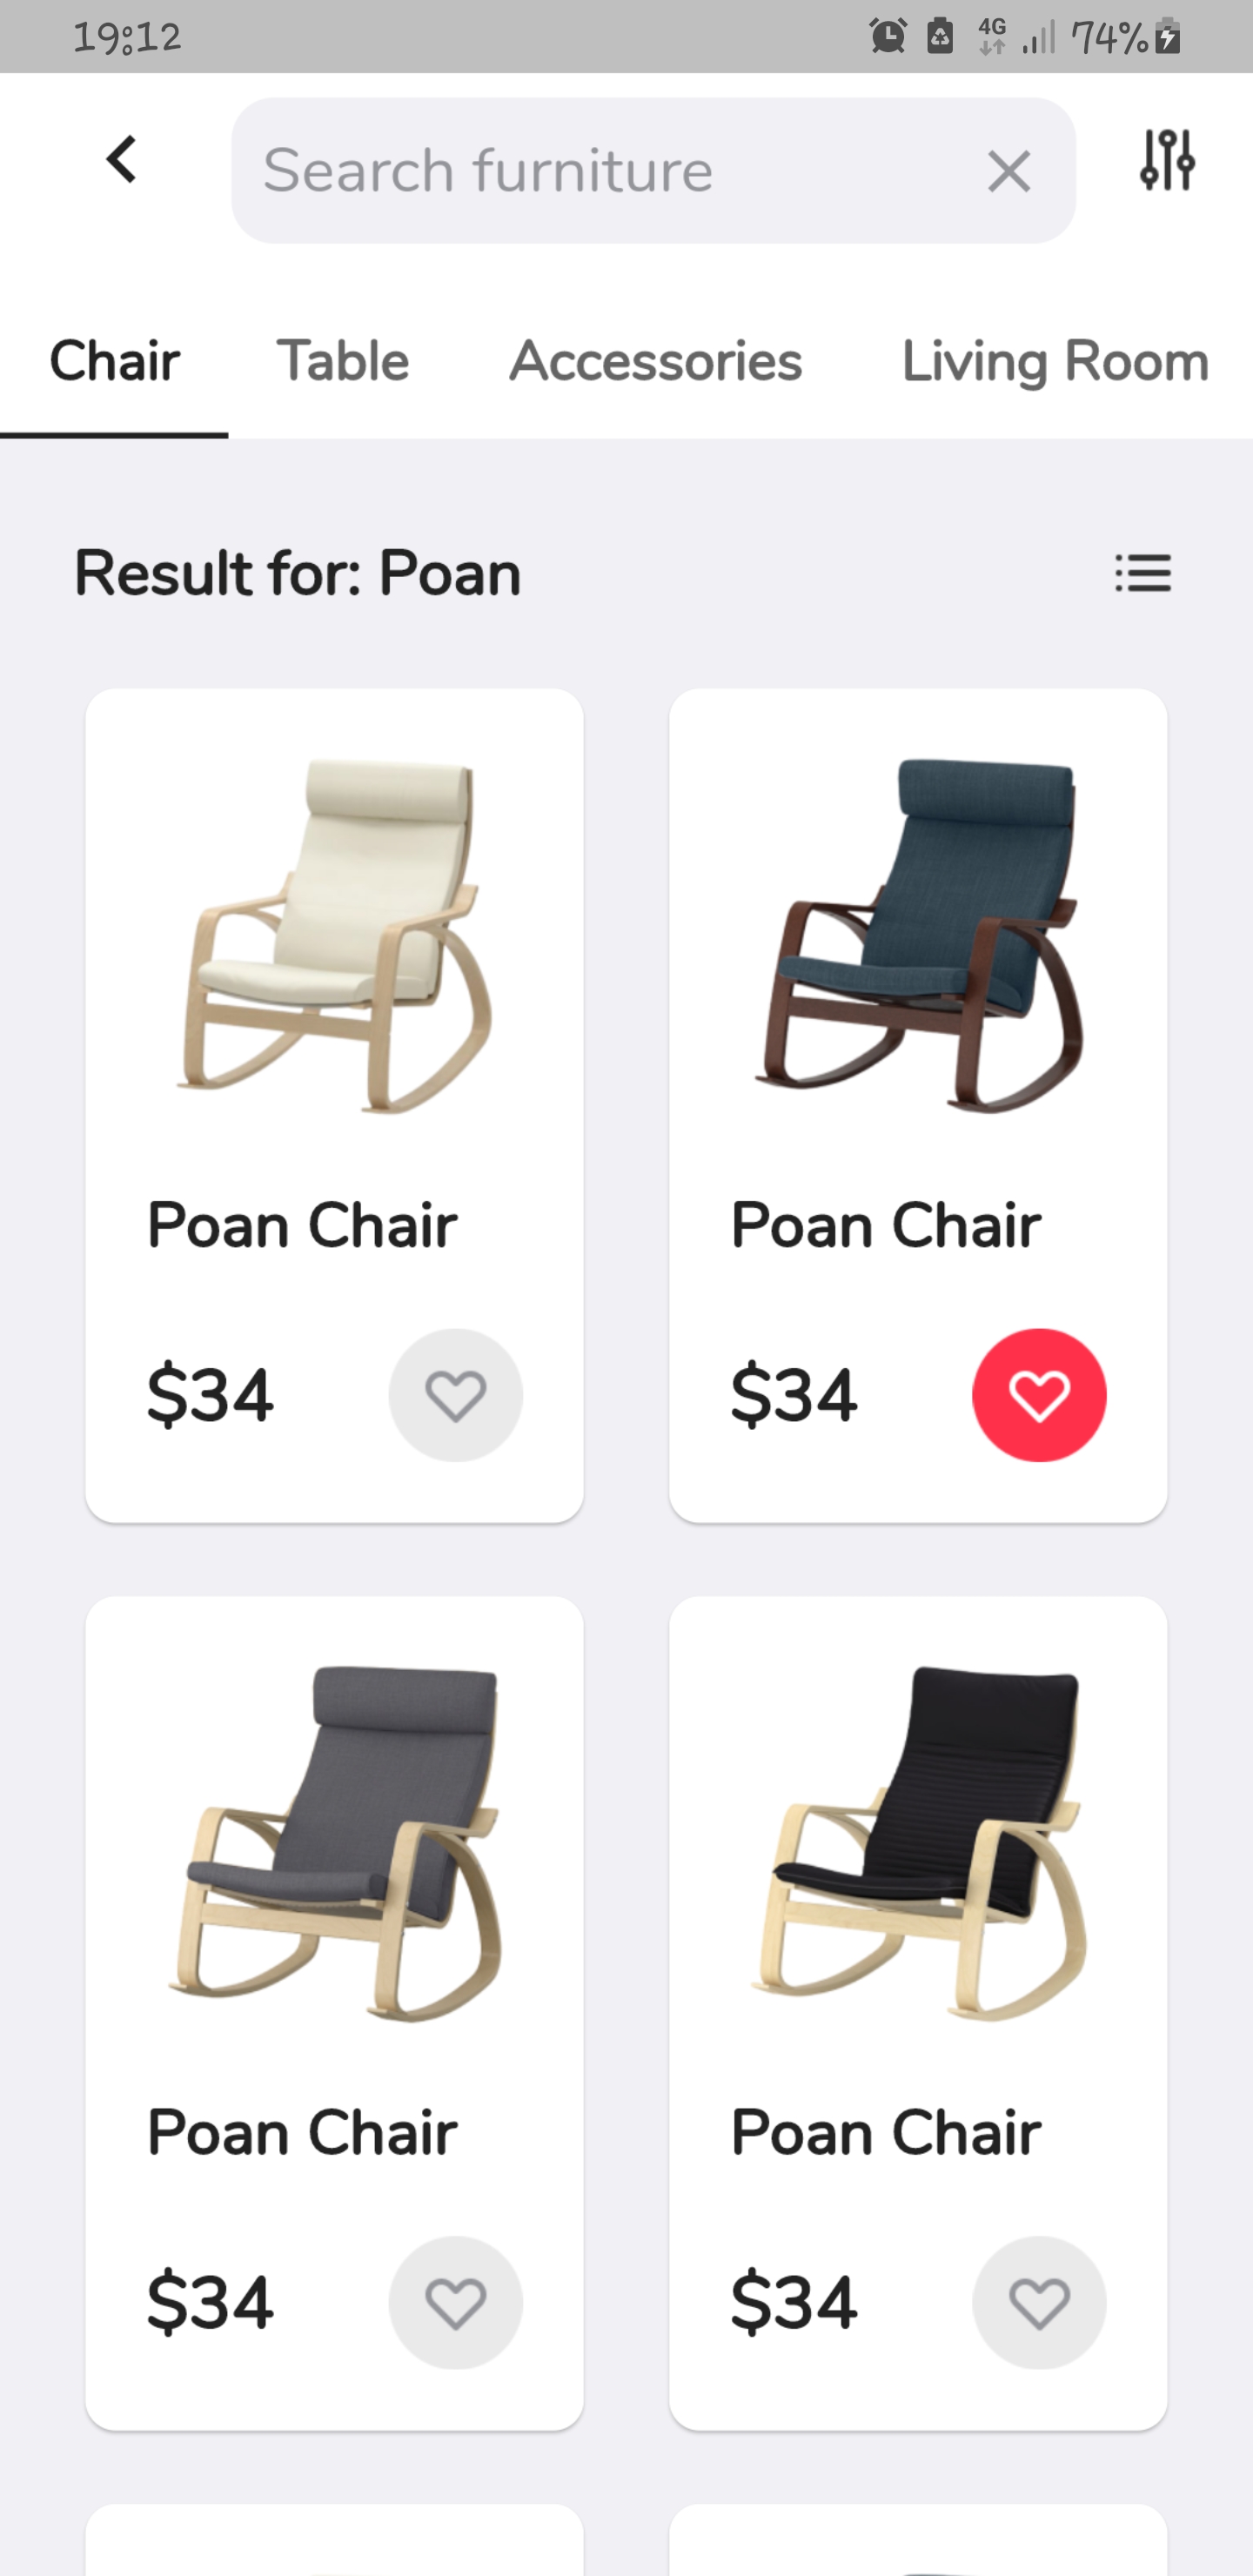 19:12 4G 74%
Search furniture
Chair Table Accessories Living Room
Result for: Poan
Poan Chair Poan Chair
$34 $34
Poan Chair Poan Chair
$34 $34